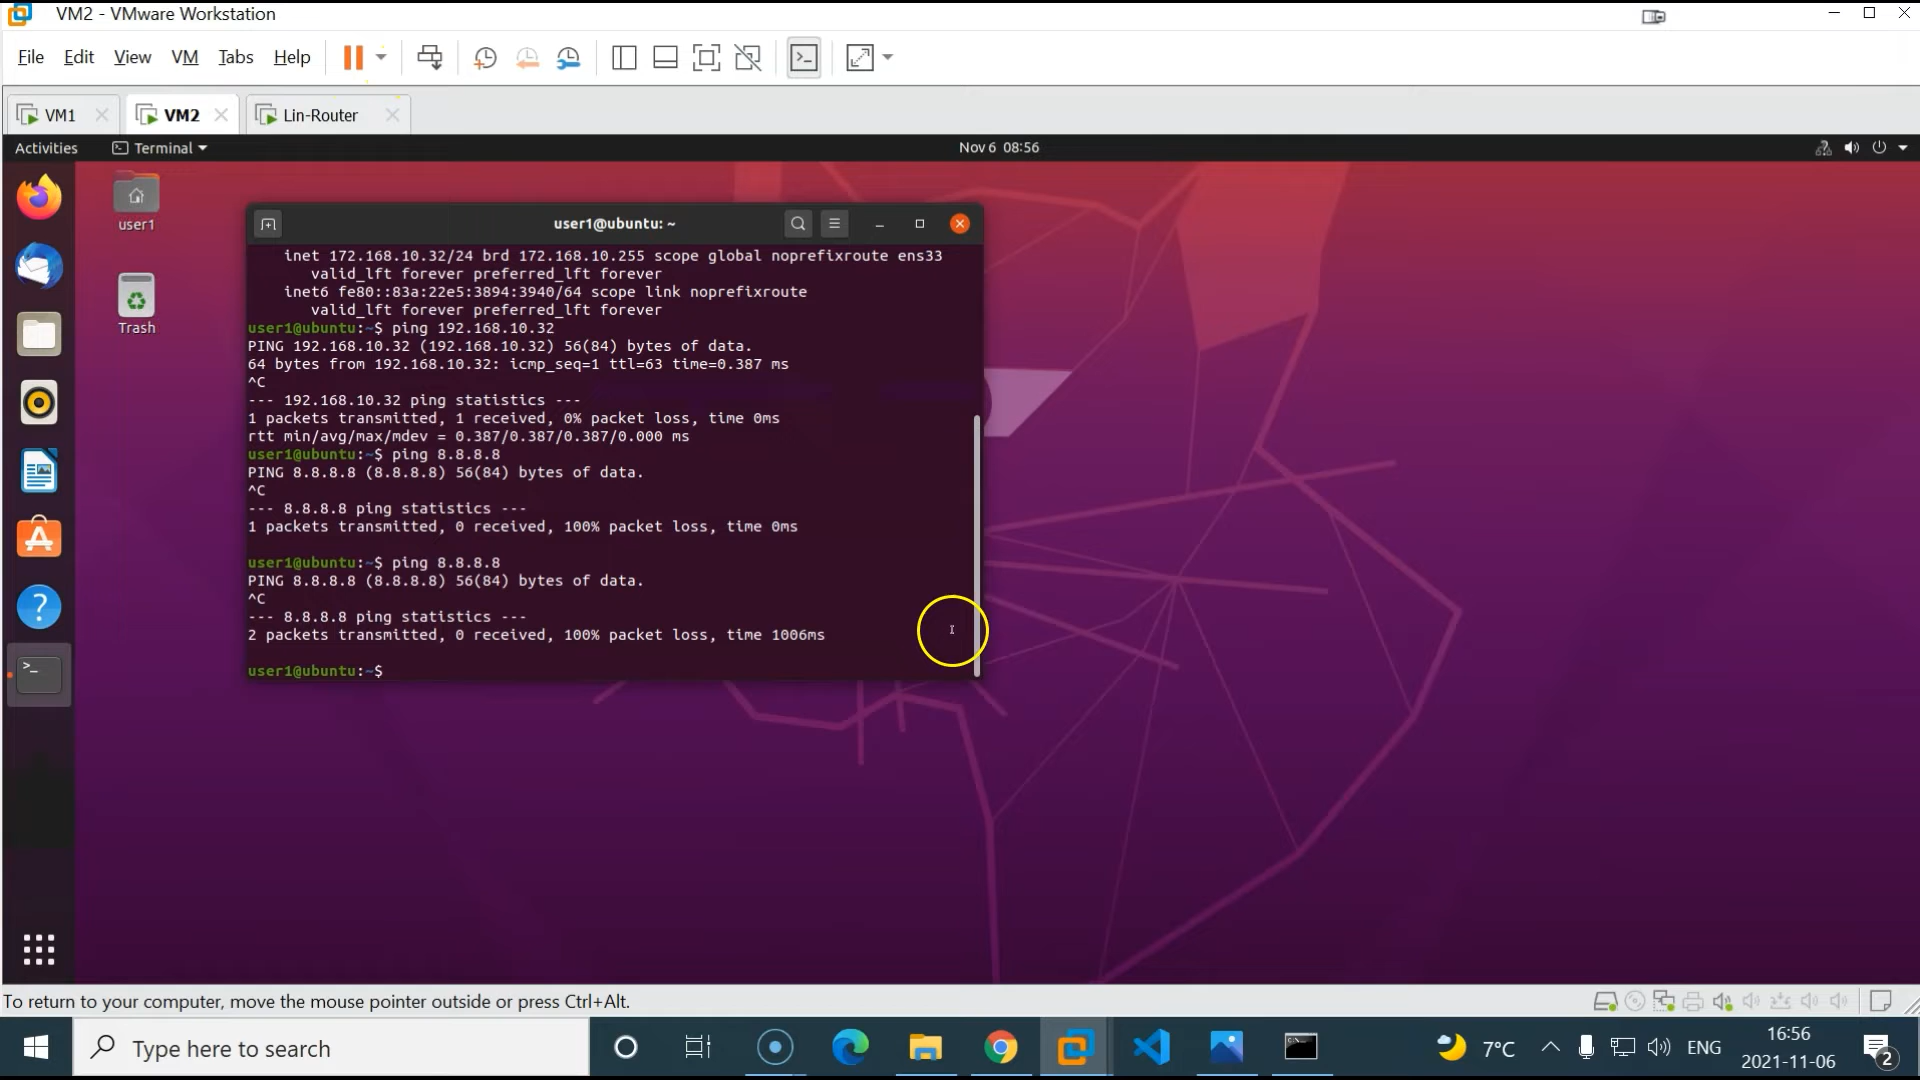 VM2 - VMware Workstation
File Edit View VM Tabs Help
VM1 VM2 Lin-Router
Activities Terminal Nov 6 08:56
user1
Trash
user1@ubuntu: ~
inet 172.168.10.32/24 brd 172.168.10.255 scope global noprefixroute ens33
valid_lft forever preferred_lft forever
inet6 fe80::83a:22e5:3894:3940/64 scope link noprefixroute
valid_lft forever preferred_lft forever
user1@ubuntu:~$ ping 192.168.10.32
PING 192.168.10.32 (192.168.10.32) 56(84) bytes of data.
64 bytes from 192.168.10.32: icmp_seq=1 ttl=63 time=0.387 ms
^C
--- 192.168.10.32 ping statistics ---
1 packets transmitted, 1 received, 0% packet loss, time 0ms
rtt min/avg/max/mdev = 0.387/0.387/0.387/0.000 ms
user1@ubuntu:~$ ping 8.8.8.8
PING 8.8.8.8 (8.8.8.8) 56(84) bytes of data.
^C
--- 8.8.8.8 ping statistics ---
1 packets transmitted, 0 received, 100% packet loss, time 0ms
user1@ubuntu:~$ ping 8.8.8.8
PING 8.8.8.8 (8.8.8.8) 56(84) bytes of data.
^C
--- 8.8.8.8 ping statistics ---
2 packets transmitted, 0 received, 100% packet loss, time 1006ms
user1@ubuntu:~$
To return to your computer, move the mouse pointer outside or press Ctrl+Alt.
Type here to search
7°C
ENG
16:56
2021-11-06
2